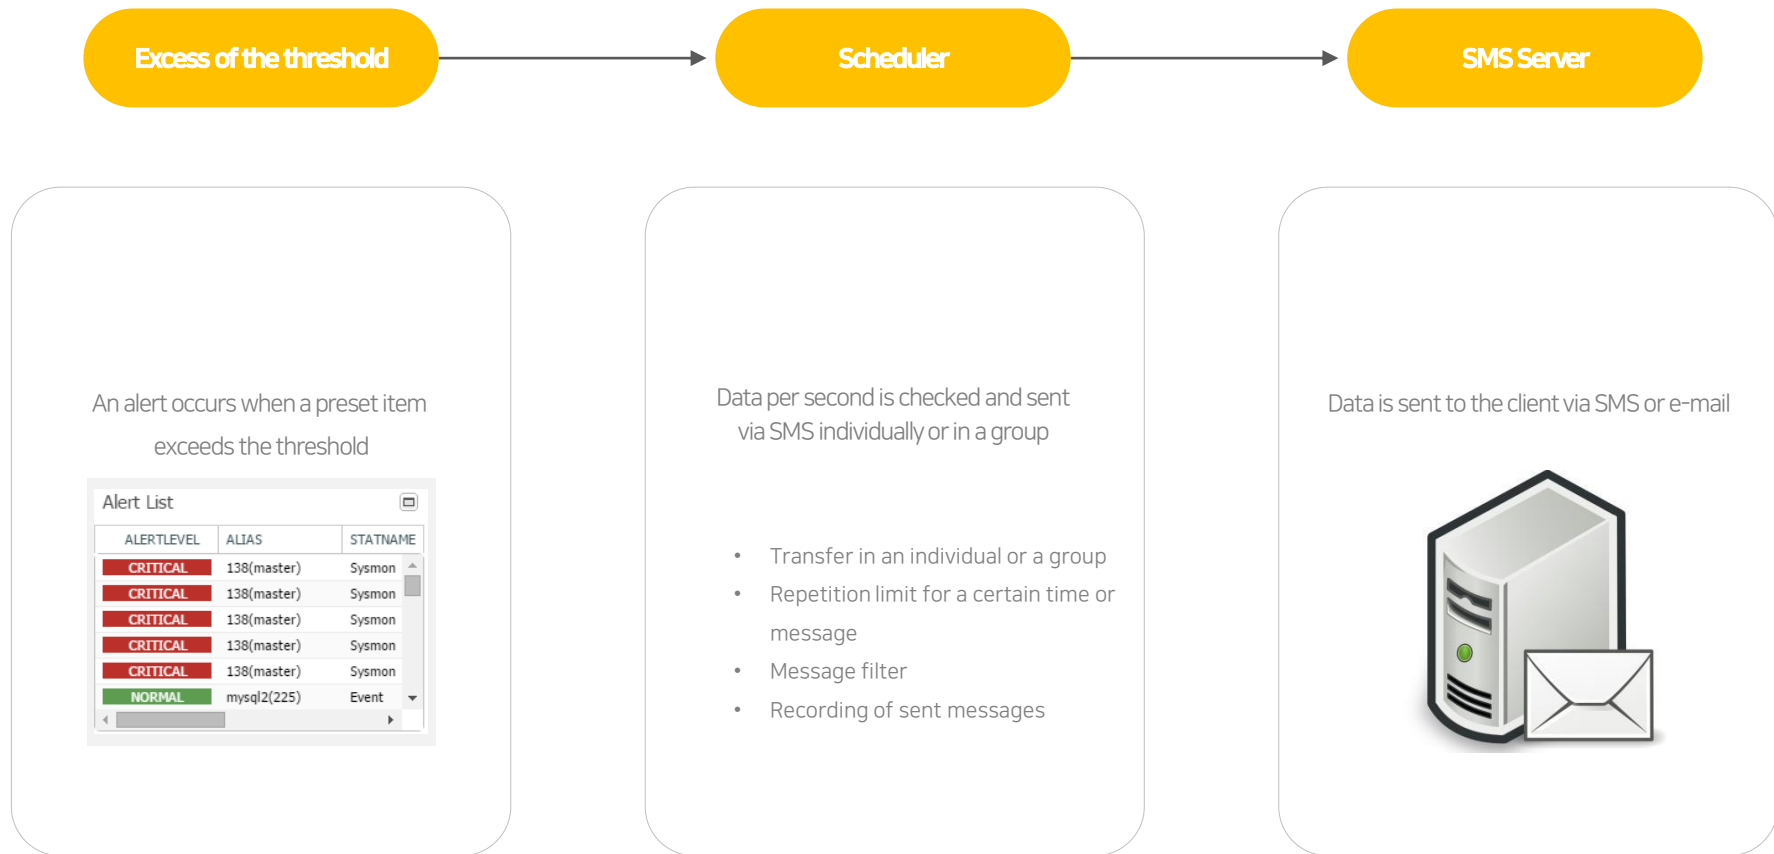 Excess of the threshold
Scheduler
SMS Server
An alert occurs when a preset item
exceeds the threshold
Alert List
ALERTLEVEL ALIAS STATNAME
CRITICAL 138(master) Sysmon
CRITICAL 138(master) Sysmon
CRITICAL 138(master) Sysmon
CRITICAL 138(master) Sysmon
CRITICAL 138(master) Sysmon
NORMAL mysql2(225) Event
Data per second is checked and sent
via SMS individually or in a group
• Transfer in an individual or a group
• Repetition limit for a certain time or
message
• Message filter
• Recording of sent messages
Data is sent to the client via SMS or e-mail